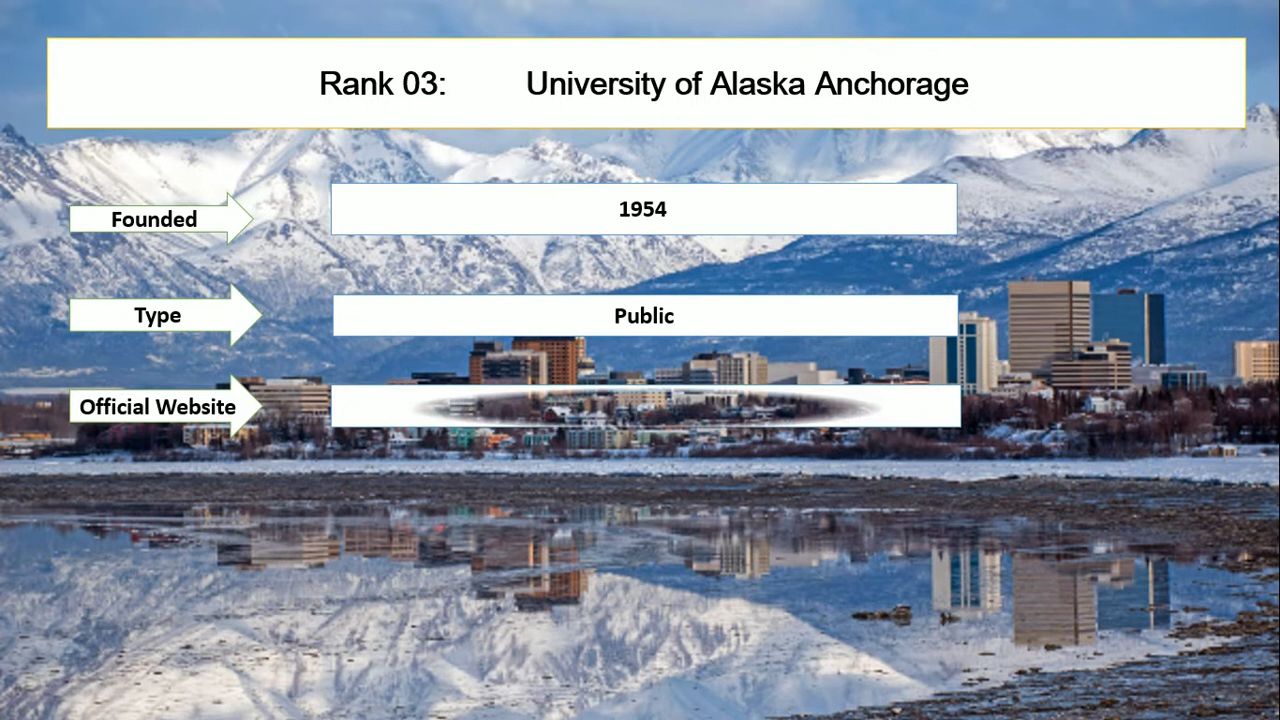 Rank 03: University of Alaska Anchorage
Founded 1954
Type Public
Official Website